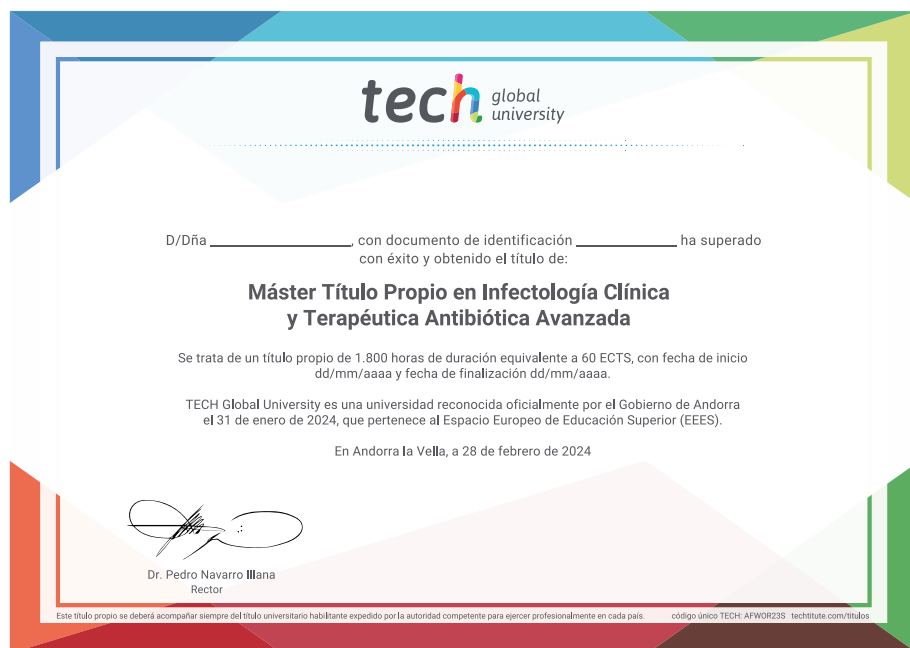 tech global
university
D/Dña ________________, con documento de identificación ____________ ha superado
con éxito y obtenido el título de:
Máster Título Propio en Infectología Clínica
y Terapéutica Antibiótica Avanzada
Se trata de un título propio de 1.800 horas de duración equivalente a 60 ECTS, con fecha de inicio
dd/mm/aaaa y fecha de finalización dd/mm/aaaa.
TECH Global University es una universidad reconocida oficialmente por el Gobierno de Andorra
el 31 de enero de 2024, que pertenece al Espacio Europeo de Educación Superior (EEES).
En Andorra la Vella, a 28 de febrero de 2024
Dr. Pedro Navarro Illana
Rector
Este título propio se deberá acompañar siempre del título universitario habilitante expedido por la autoridad competente para ejercer profesionalmente en cada país. código único TECH: AFWOR23S techtitute.com/titulos